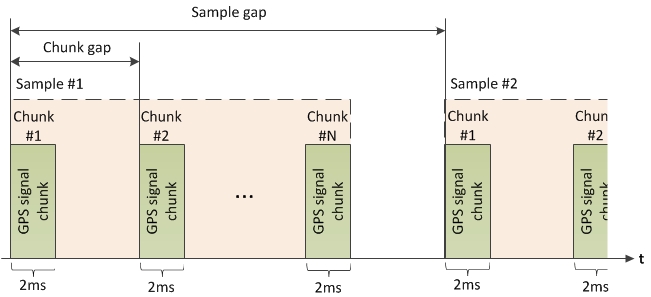 Sample gap
Chunk gap
Sample #1
Sample #2
Chunk
#1
Chunk
#2
Chunk
#N
Chunk
#1
Chun
#2
GPS signal
chunk
GPS signal
chunk
...
GPS signal
chunk
GPS signal
chunk
GPS signal
chunk
t
2ms
2ms
2ms
2ms
2ms